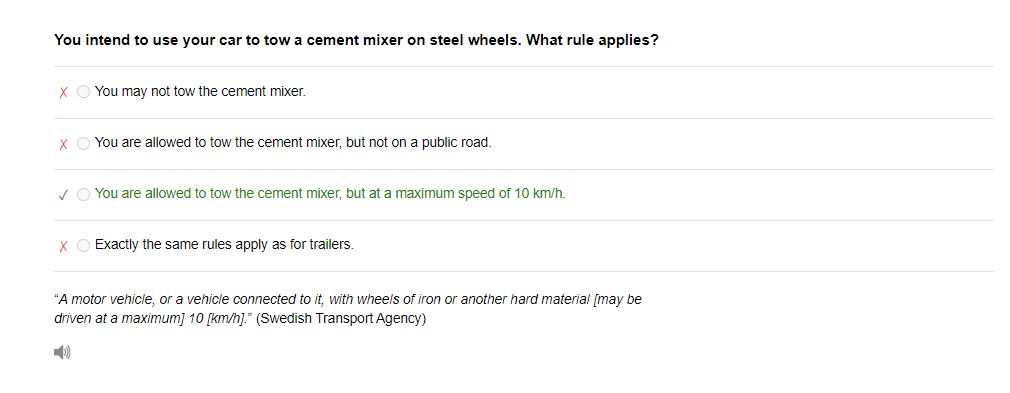 You intend to use your car to tow a cement mixer on steel wheels. What rule applies?
X You may not tow the cement mixer.
X You are allowed to tow the cement mixer, but not on a public road.
✓ You are allowed to tow the cement mixer, but at a maximum speed of 10 km/h.
X Exactly the same rules apply as for trailers.
"A motor vehicle, or a vehicle connected to it, with wheels of iron or another hard material [may be
driven at a maximum] 10 [km/h]." (Swedish Transport Agency)